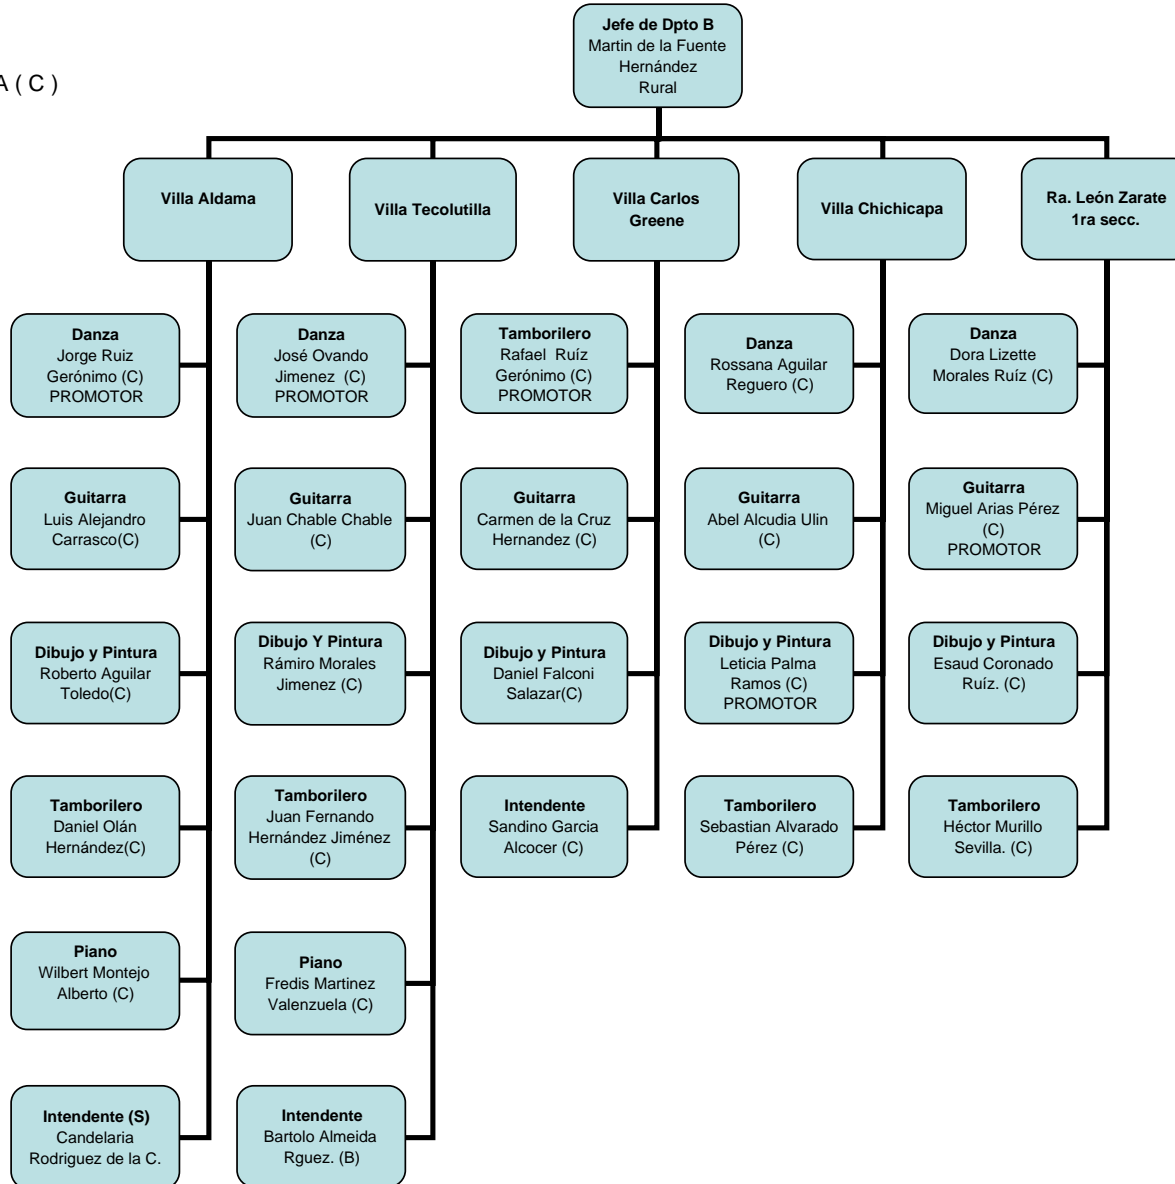 Jefe de Dpto B
Martin de la Fuente
Hernández
Rural
A ( C )
Villa Aldama
Villa Tecolutilla
Villa Carlos
Greene
Villa Chichicapa
Ra. León Zarate
1ra secc.
Danza
Jorge Ruiz
Gerónimo (C)
PROMOTOR
Danza
José Ovando
Jimenez (C)
PROMOTOR
Tamborilero
Rafael Ruíz
Gerónimo (C)
PROMOTOR
Danza
Rossana Aguilar
Reguero (C)
Danza
Dora Lizette
Morales Ruíz (C)
Guitarra
Luis Alejandro
Carrasco(C)
Guitarra
Juan Chable Chable
(C)
Guitarra
Carmen de la Cruz
Hernandez (C)
Guitarra
Abel Alcudia Ulin
(C)
Guitarra
Miguel Arias Pérez
(C)
PROMOTOR
Dibujo y Pintura
Roberto Aguilar
Toledo(C)
Dibujo Y Pintura
Rámiro Morales
Jimenez (C)
Dibujo y Pintura
Daniel Falconi
Salazar(C)
Dibujo y Pintura
Leticia Palma
Ramos (C)
PROMOTOR
Dibujo y Pintura
Esaud Coronado
Ruíz. (C)
Tamborilero
Daniel Olán
Hernández(C)
Tamborilero
Juan Fernando
Hernández Jiménez
(C)
Intendente
Sandino Garcia
Alcocer (C)
Tamborilero
Sebastian Alvarado
Pérez (C)
Tamborilero
Héctor Murillo
Sevilla. (C)
Piano
Wilbert Montejo
Alberto (C)
Piano
Fredis Martinez
Valenzuela (C)
Intendente (S)
Candelaria
Rodriguez de la C.
Intendente
Bartolo Almeida
Rguez. (B)